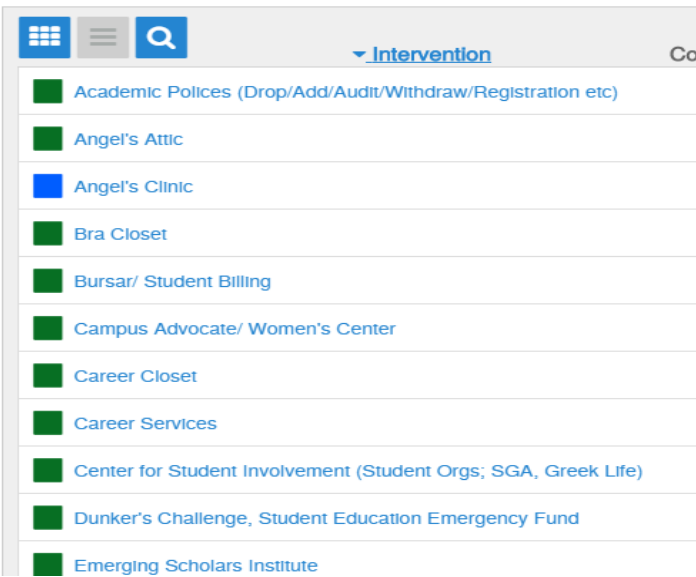 Intervention
Co
Academic Polices (Drop/Add/Audit/Withdraw/Registration etc)
Angel's Attic
Angel's Clinic
Bra Closet
Bursar/ Student Billing
Campus Advocate/ Women's Center
Career Closet
Career Services
Center for Student Involvement (Student Orgs; SGA, Greek Life)
Dunker's Challenge, Student Education Emergency Fund
Emerging Scholars Institute